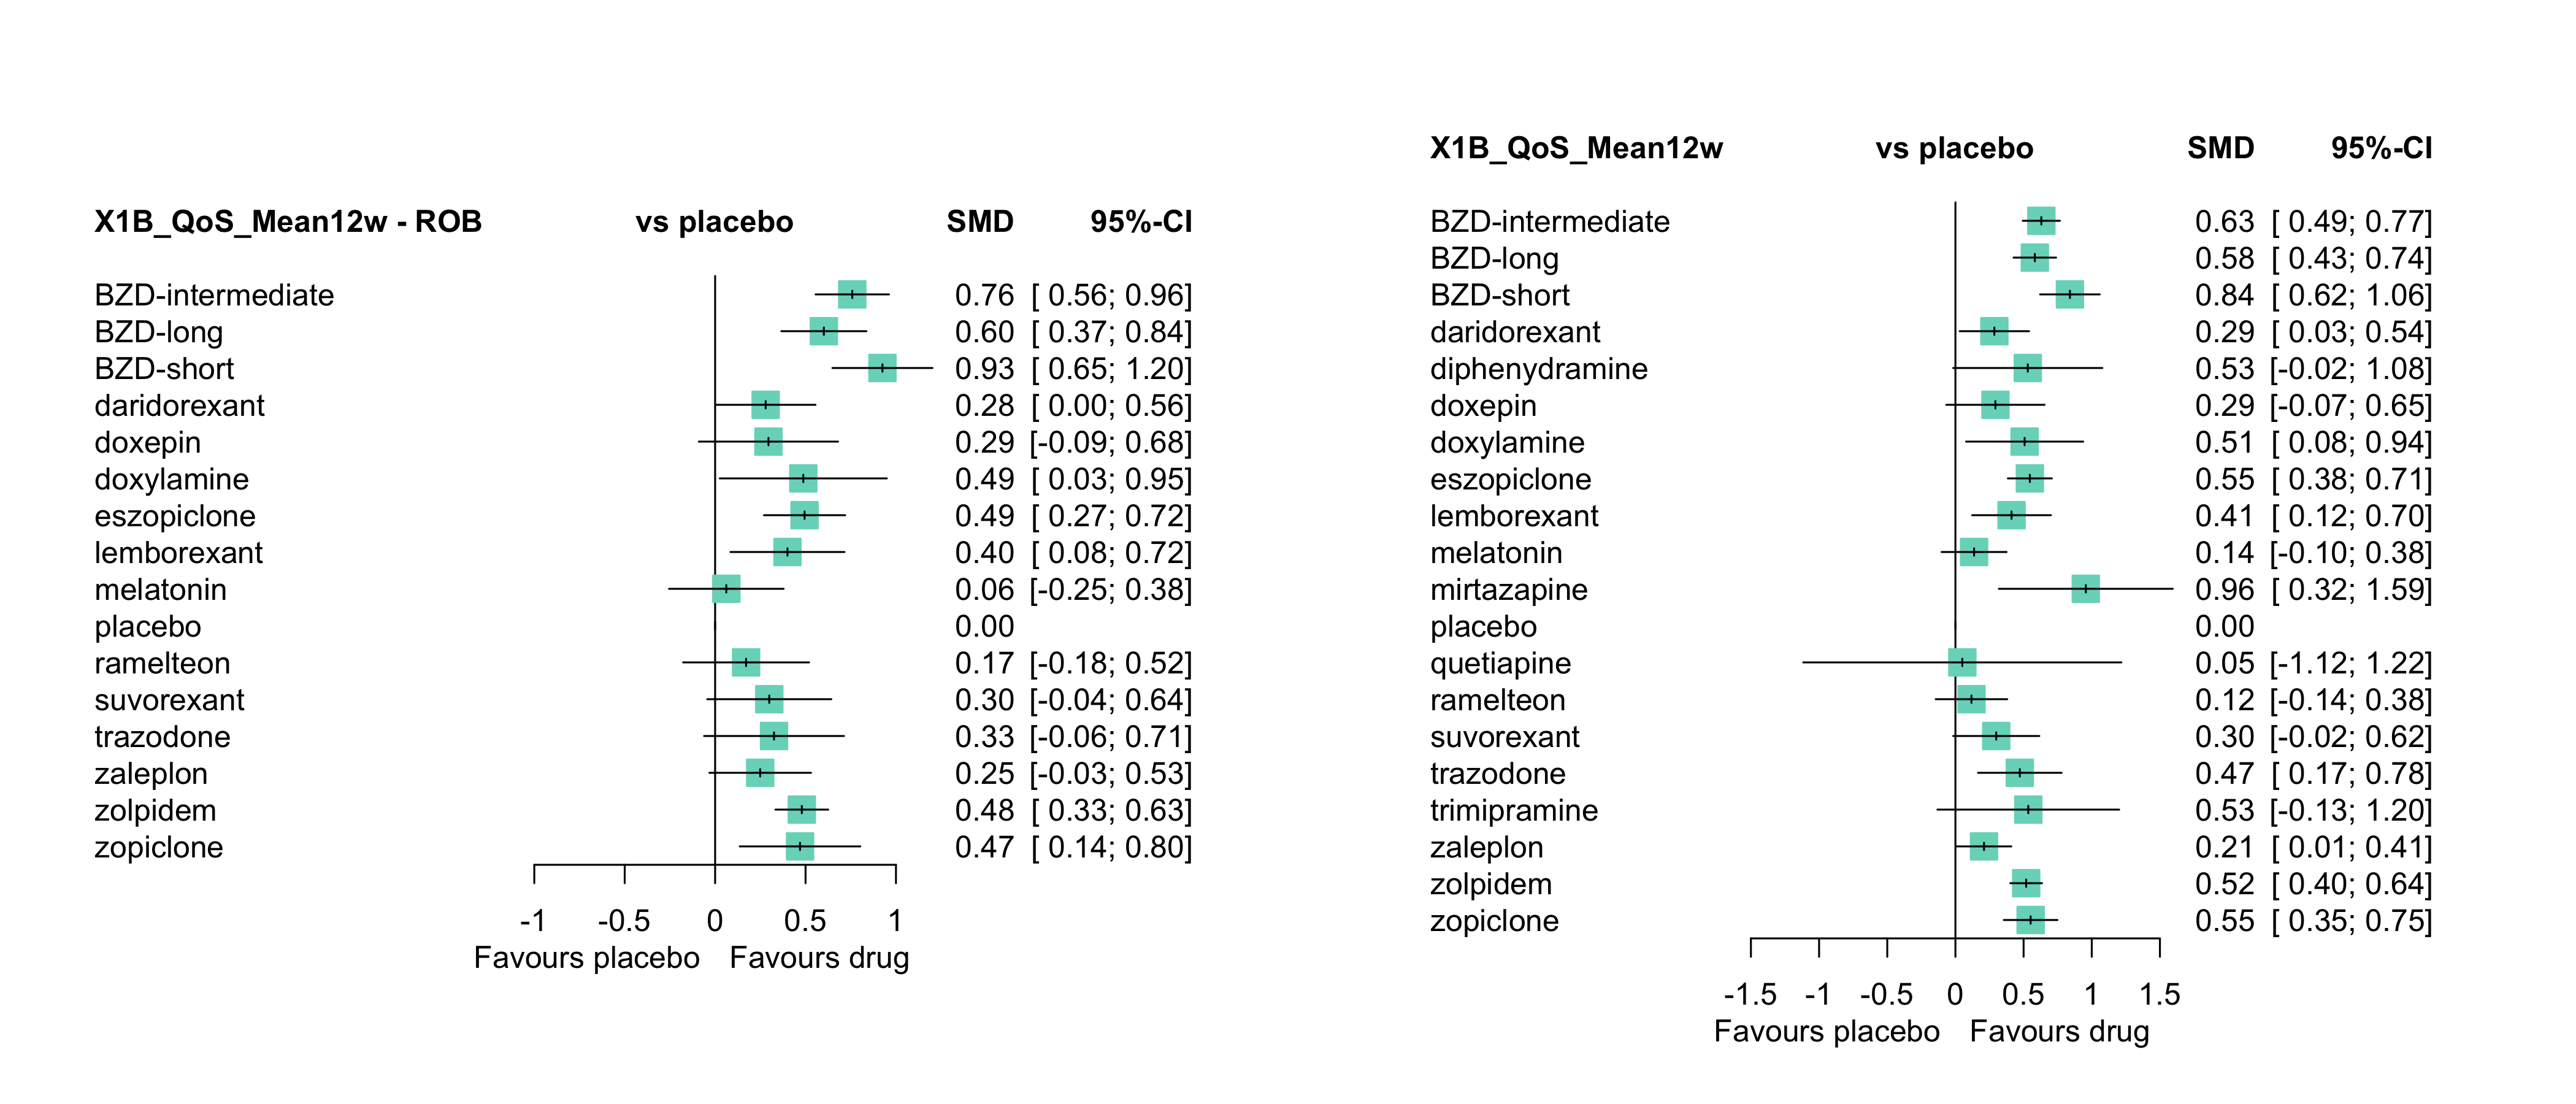 X1B_QoS_Mean12w - ROB vs placebo SMD 95%-CI
BZD-intermediate 0.76 [ 0.56; 0.96]
BZD-long 0.60 [ 0.37; 0.84]
BZD-short 0.93 [ 0.65; 1.20]
daridorexant 0.28 [ 0.00; 0.56]
doxepin 0.29 [-0.09; 0.68]
doxylamine 0.49 [ 0.03; 0.95]
eszopiclone 0.49 [ 0.27; 0.72]
lemborexant 0.40 [ 0.08; 0.72]
melatonin 0.06 [-0.25; 0.38]
placebo 0.00
ramelteon 0.17 [-0.18; 0.52]
suvorexant 0.30 [-0.04; 0.64]
trazodone 0.33 [-0.06; 0.71]
zaleplon 0.25 [-0.03; 0.53]
zolpidem 0.48 [ 0.33; 0.63]
zopiclone 0.47 [ 0.14; 0.80]
-1 -0.5 0 0.5 1
Favours placebo Favours drug
X1B_QoS_Mean12w vs placebo SMD 95%-CI
BZD-intermediate 0.63 [ 0.49; 0.77]
BZD-long 0.58 [ 0.43; 0.74]
BZD-short 0.84 [ 0.62; 1.06]
daridorexant 0.29 [ 0.03; 0.54]
diphenydramine 0.53 [-0.02; 1.08]
doxepin 0.29 [-0.07; 0.65]
doxylamine 0.51 [ 0.08; 0.94]
eszopiclone 0.55 [ 0.38; 0.71]
lemborexant 0.41 [ 0.12; 0.70]
melatonin 0.14 [-0.10; 0.38]
mirtazapine 0.96 [ 0.32; 1.59]
placebo 0.00
quetiapine 0.05 [-1.12; 1.22]
ramelteon 0.12 [-0.14; 0.38]
suvorexant 0.30 [-0.02; 0.62]
trazodone 0.47 [ 0.17; 0.78]
trimipramine 0.53 [-0.13; 1.20]
zaleplon 0.21 [ 0.01; 0.41]
zolpidem 0.52 [ 0.40; 0.64]
zopiclone 0.55 [ 0.35; 0.75]
-1.5 -1 -0.5 0 0.5 1 1.5
Favours placebo Favours drug